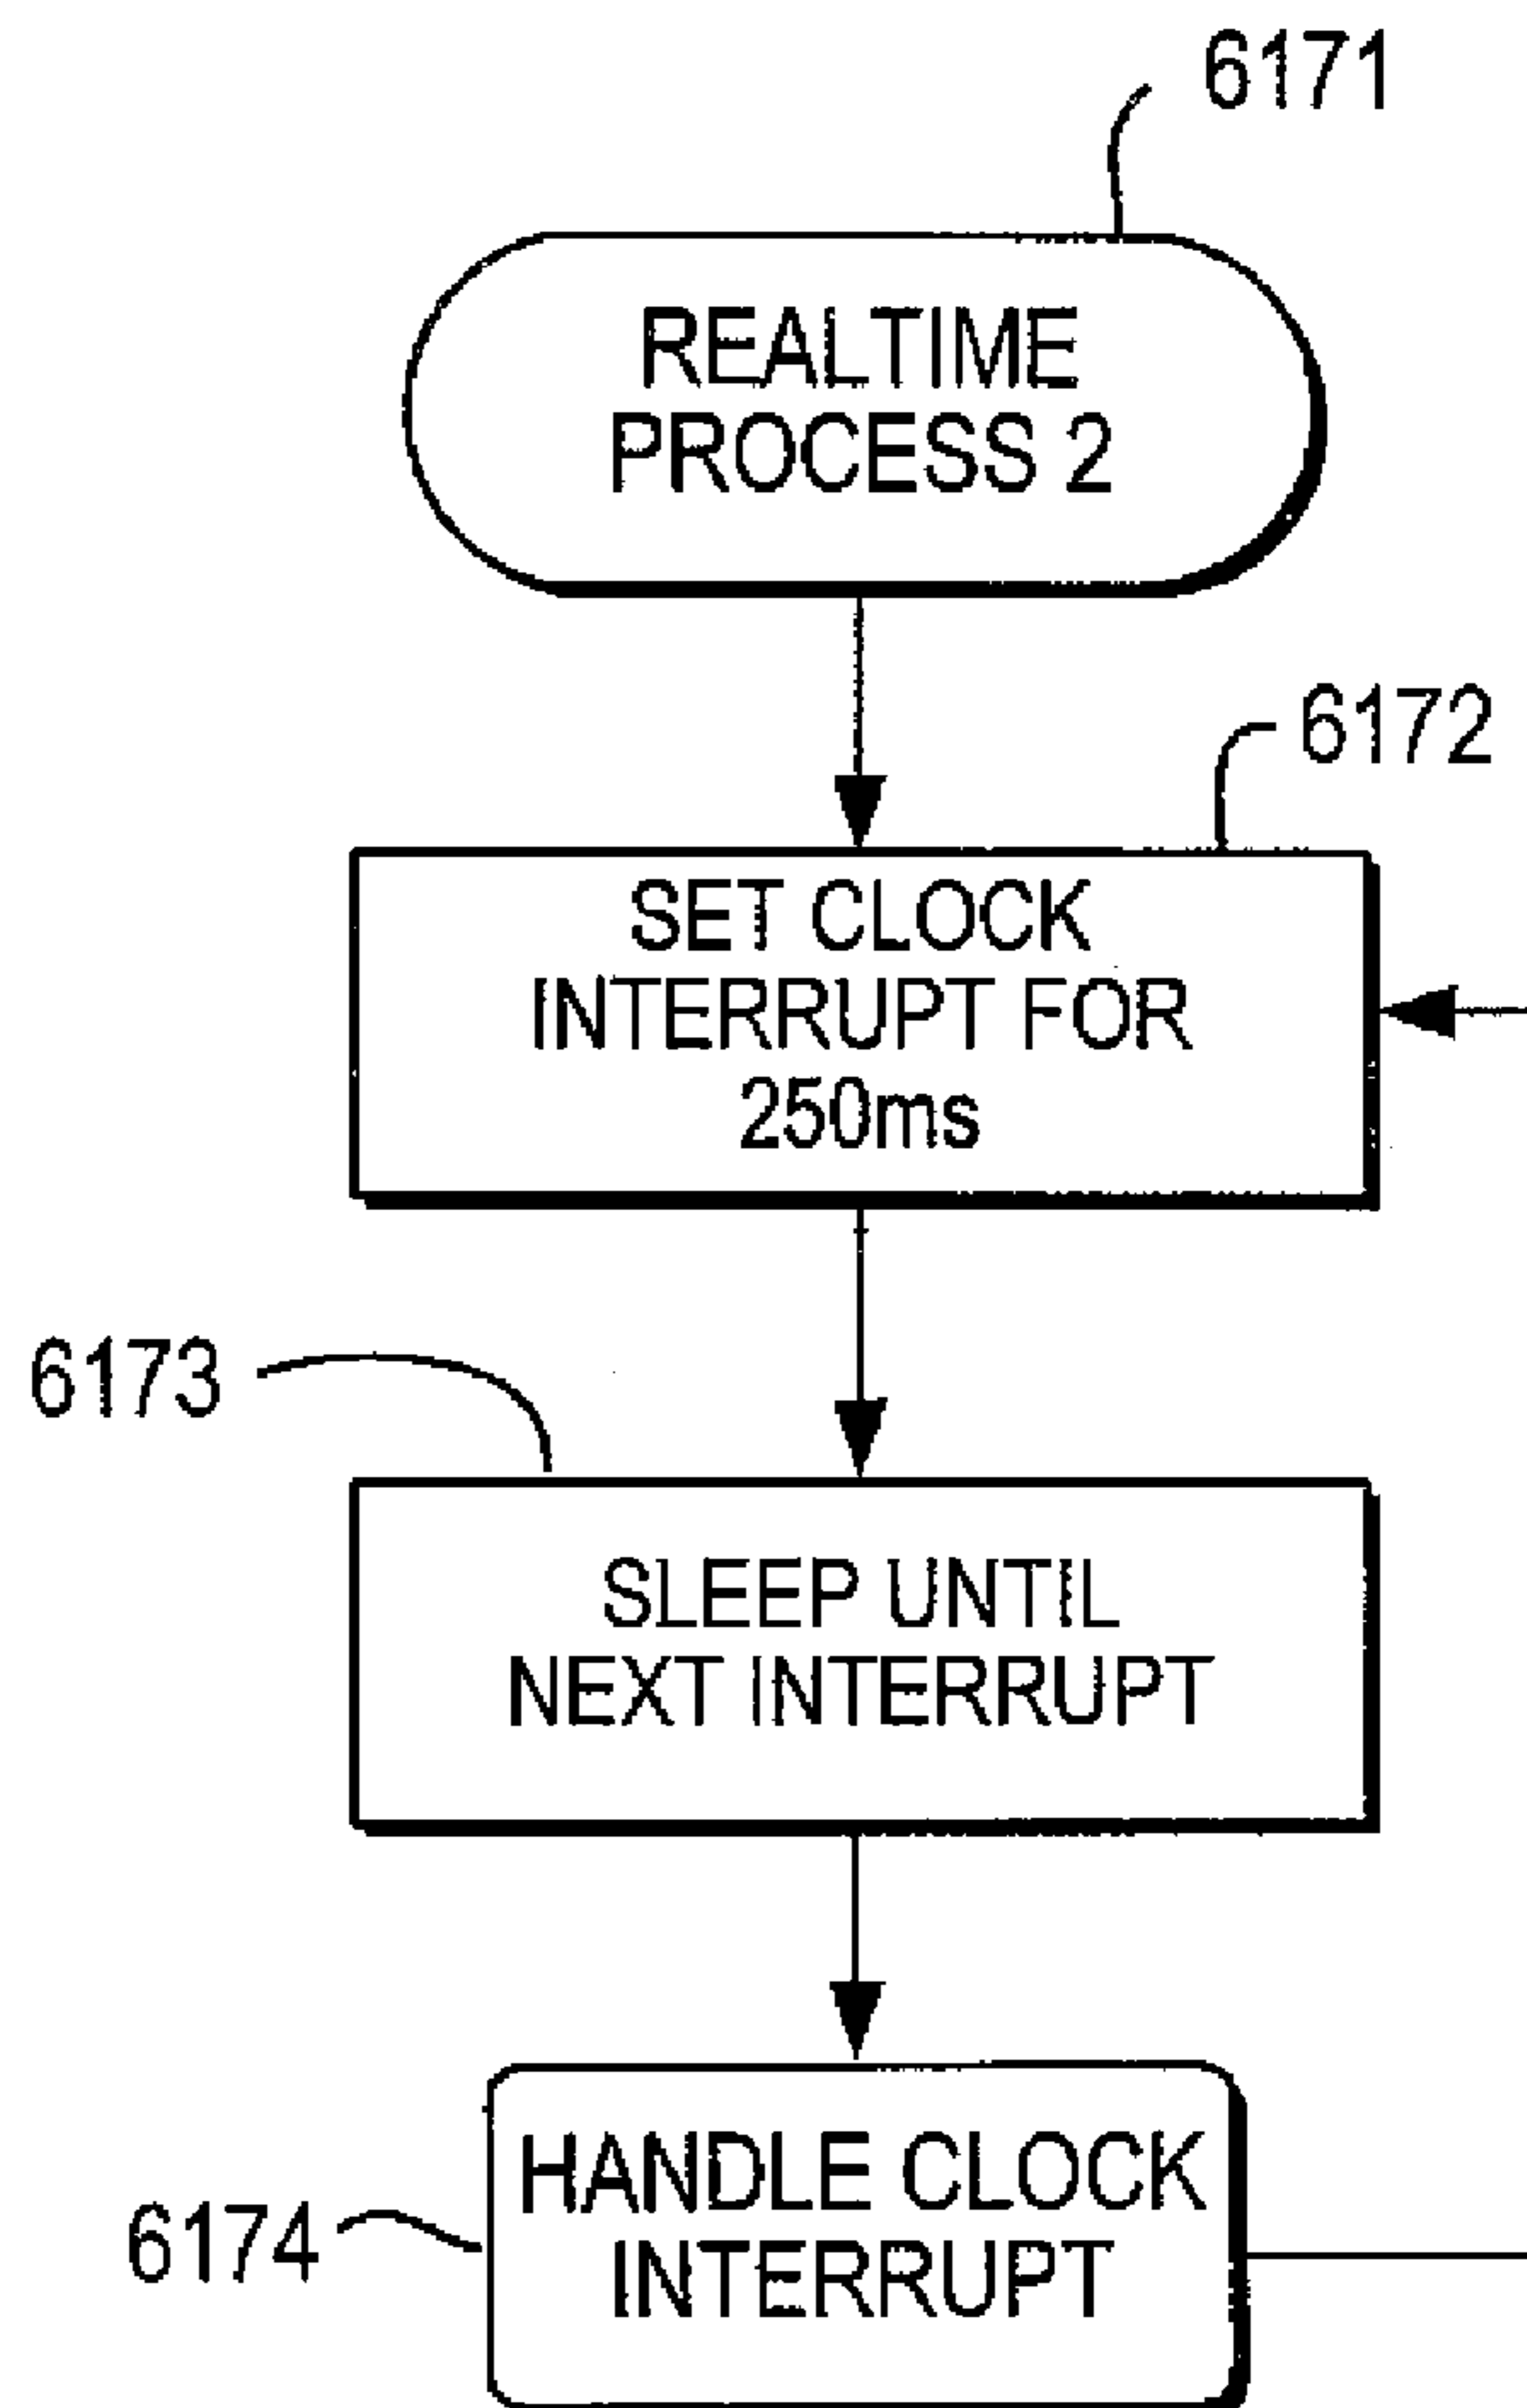 6171
REALTIME
PROCESS 2
6172
SET CLOCK
INTERRUPT FOR
250ms
6173
SLEEP UNTIL
NEXT INTERRUPT
6174
HANDLE CLOCK
INTERRUPT